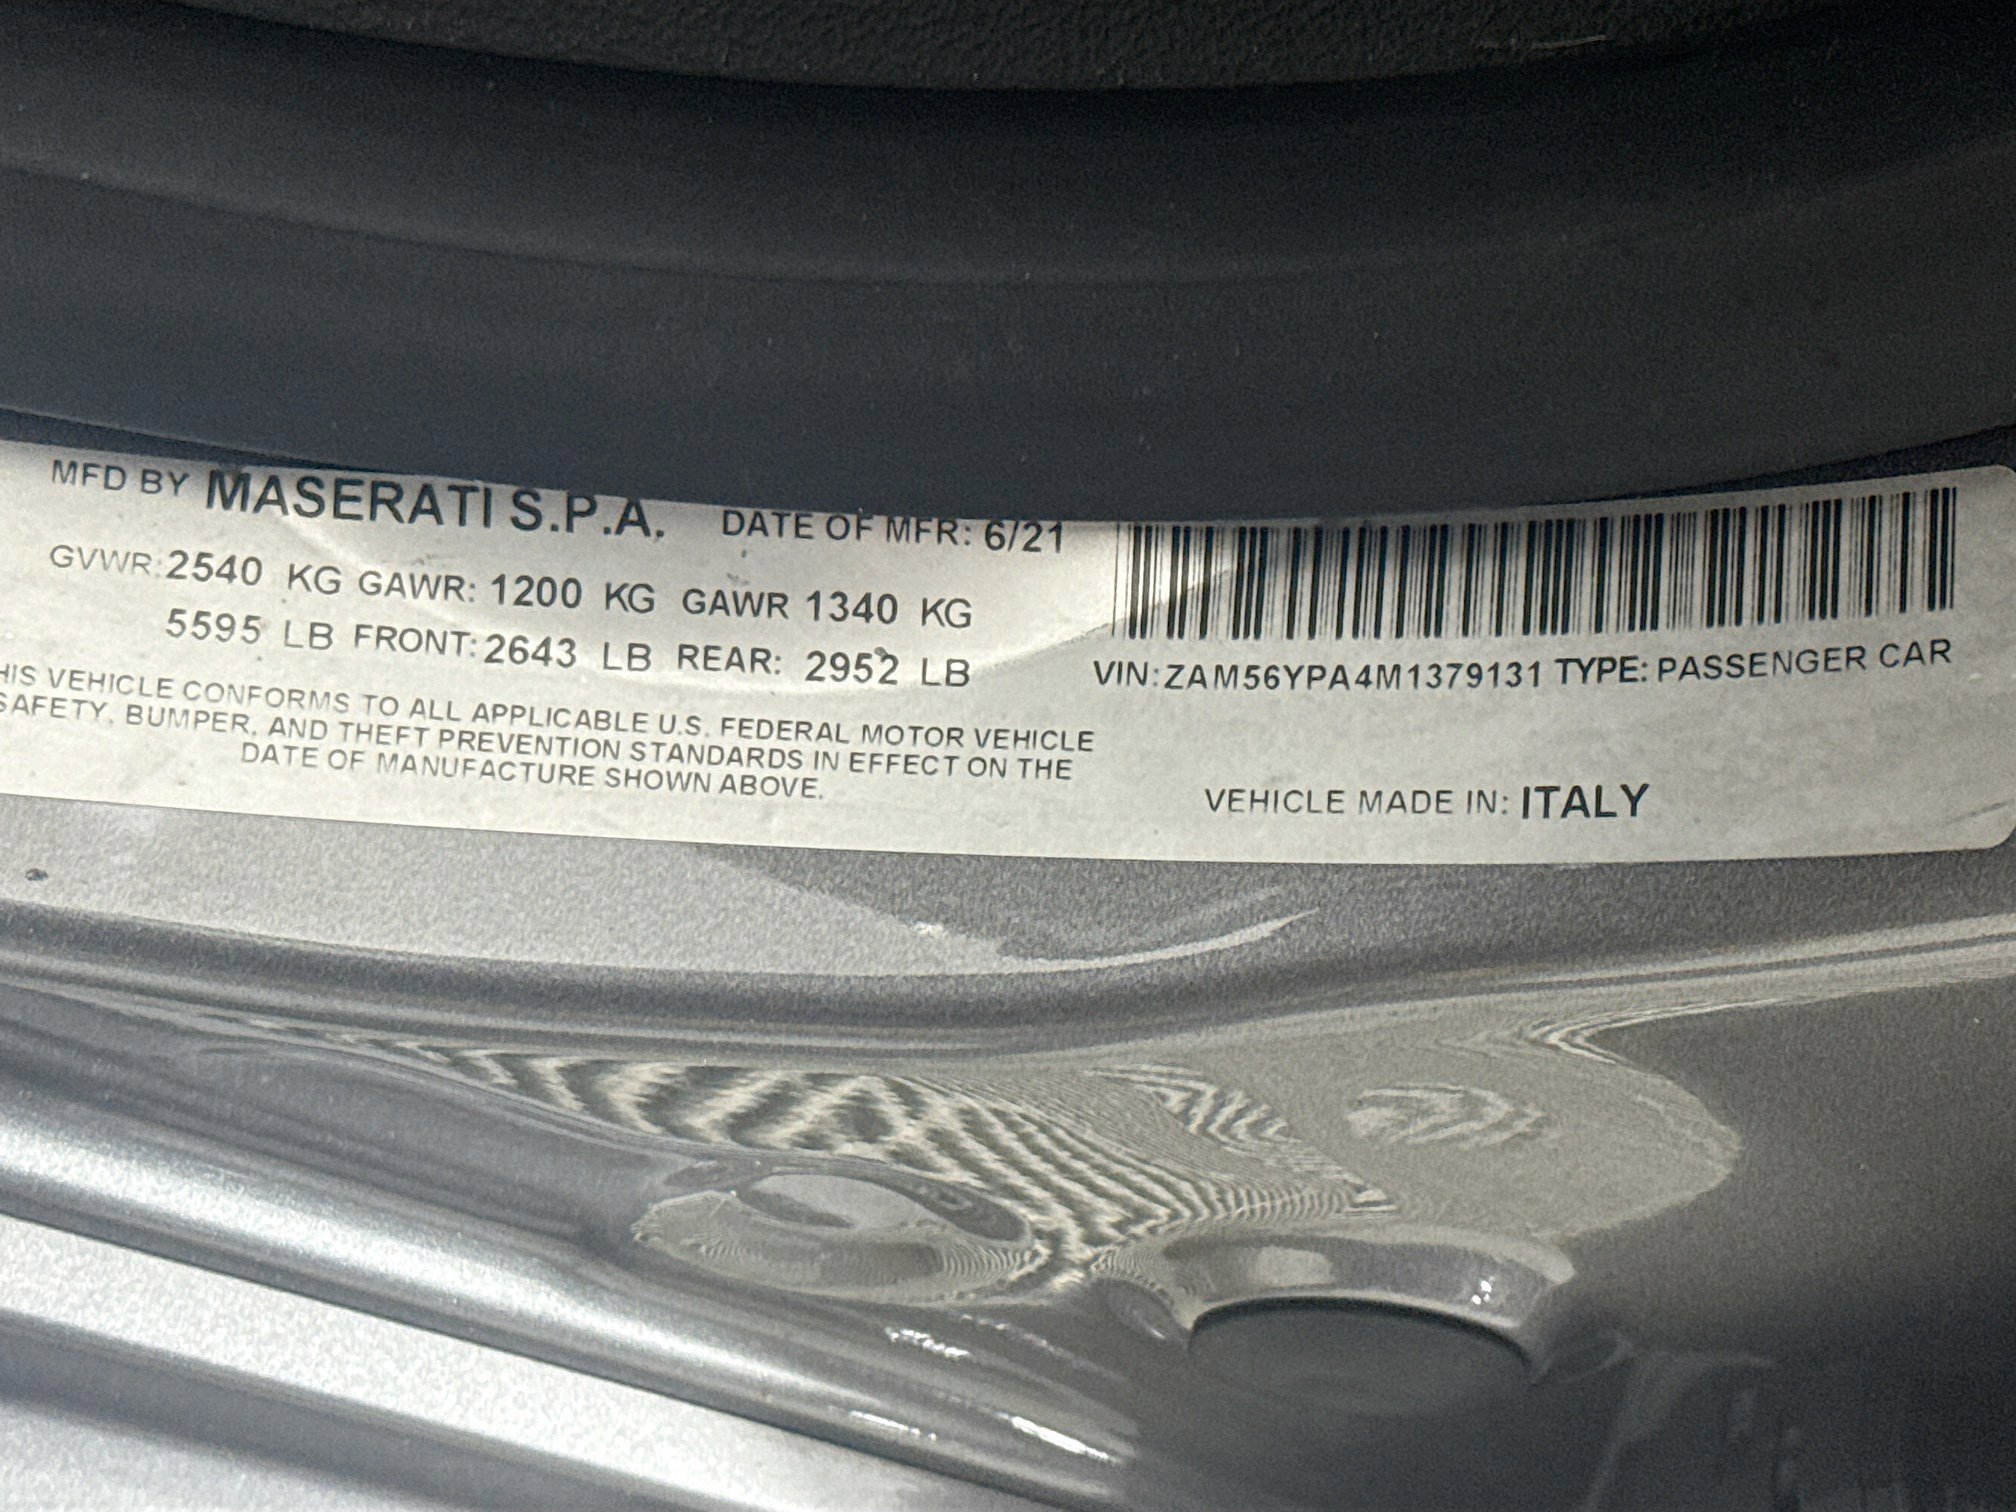 MFD BY MASERATI S.P.A. DATE OF MFR: 6/21
GVWR:2540 KG GAWR: 1200 KG GAWR 1340 KG
5595 LB FRONT: 2643 LB REAR: 2952 LB
HIS VEHICLE CONFORMS TO ALL APPLICABLE U.S. FEDERAL MOTOR VEHICLE
SAFETY, BUMPER, AND THEFT PREVENTION STANDARDS IN EFFECT ON THE
DATE OF MANUFACTURE SHOWN ABOVE.
VIN:ZAM56YPA4M1379131 TYPE: PASSENGER CAR
VEHICLE MADE IN: ITALY